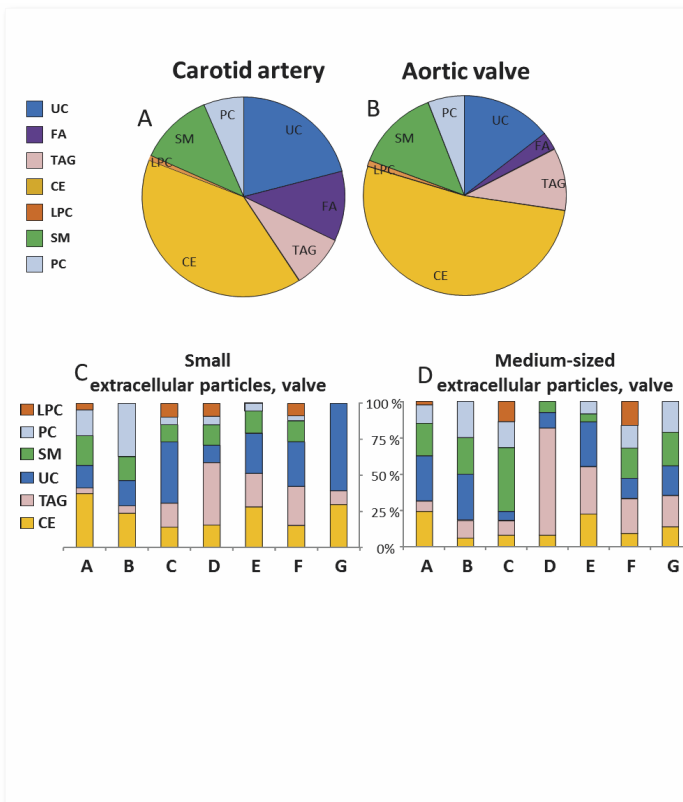 Carotid artery
Aortic valve
A
B
UC
FA
TAG
CE
LPC
SM
PC
PC
UC
SM
LPC
FA
TAG
CE
PC
UC
SM
FA
LPC
TAG
CE
C
Small
extracellular particles, valve
D
Medium-sized
extracellular particles, valve
LPC
PC
SM
UC
TAG
CE
100 %
75 %
50 %
25 %
0%
A B C D E F G
A B C D E F G